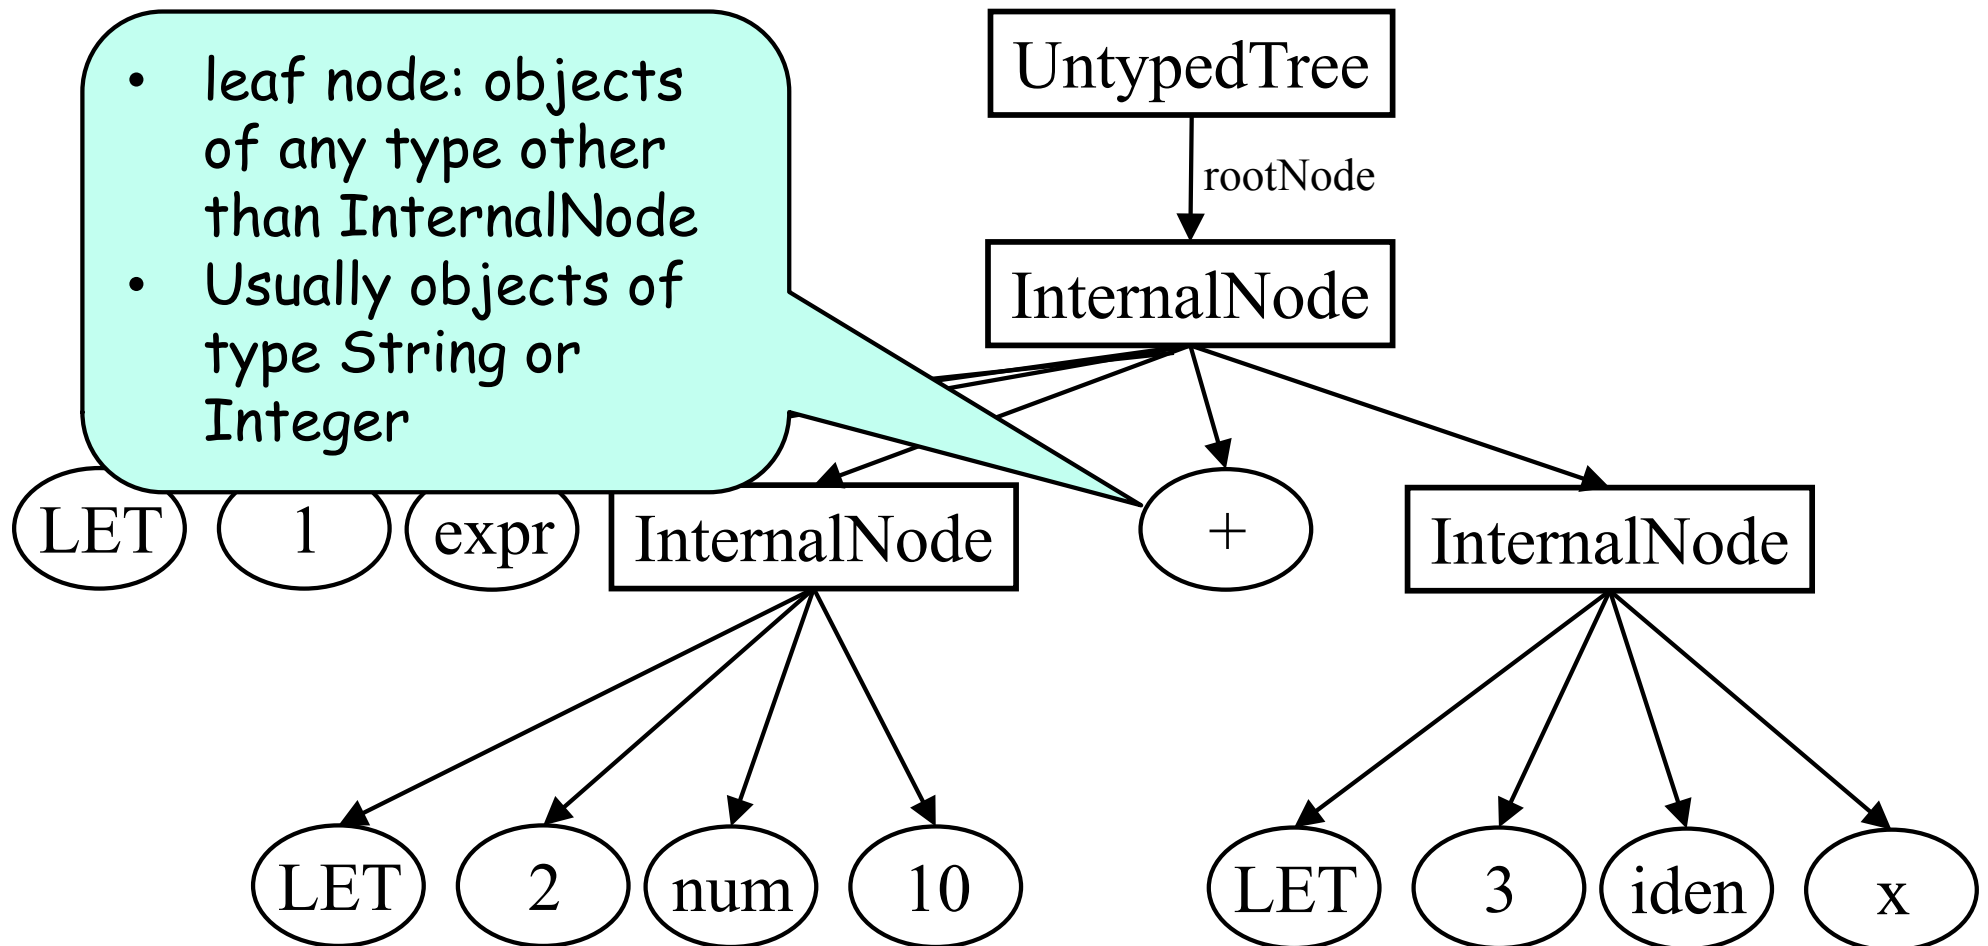 • leaf node: objects
of any type other
than InternalNode
• Usually objects of
type String or
Integer
UntypedTree
rootNode
InternalNode
LET 1 expr InternalNode + InternalNode
LET 2 num 10 LET 3 iden x